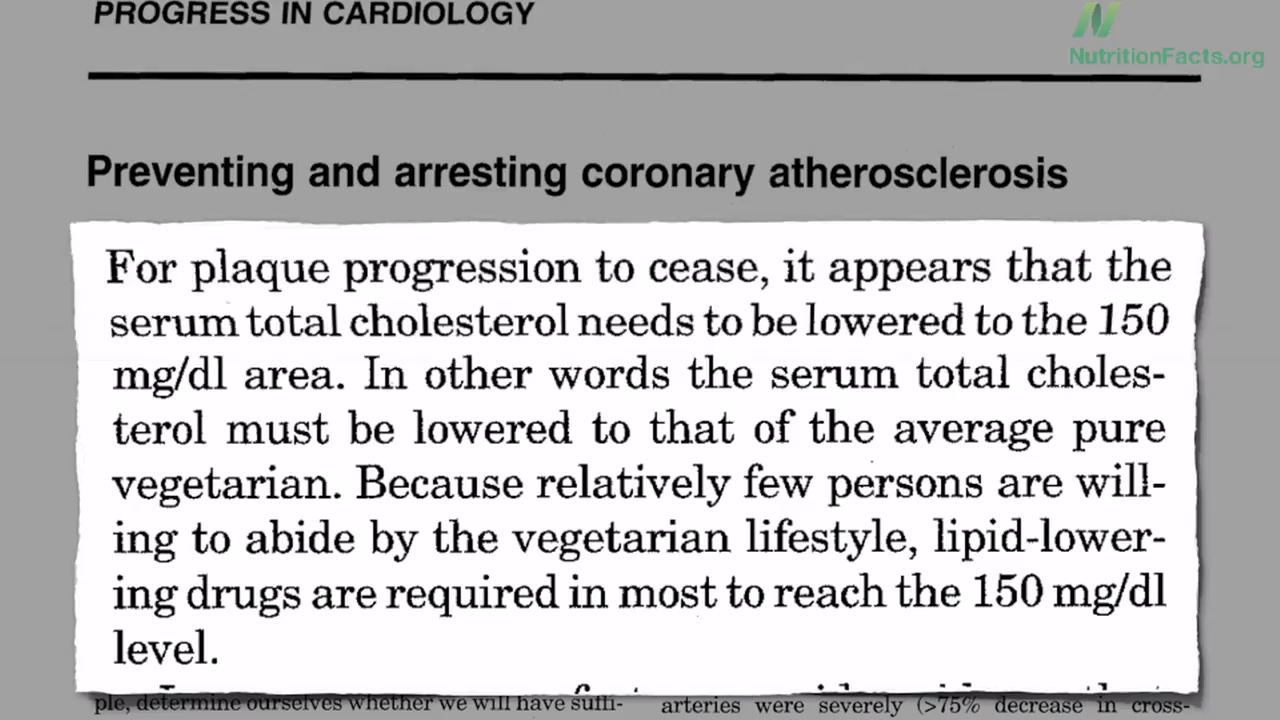 PROGRESS IN CARDIOLOGY
NutritionFacts.org
Preventing and arresting coronary atherosclerosis
For plaque progression to cease, it appears that the
serum total cholesterol needs to be lowered to the 150
mg/dl area. In other words the serum total choles-
terol must be lowered to that of the average pure
vegetarian. Because relatively few persons are will-
ing to abide by the vegetarian lifestyle, lipid-lower-
ing drugs are required in most to reach the 150 mg/dl
level.
ple, determine ourselves whether we will have suffi-
arteries were severely (>75% decrease in cross-